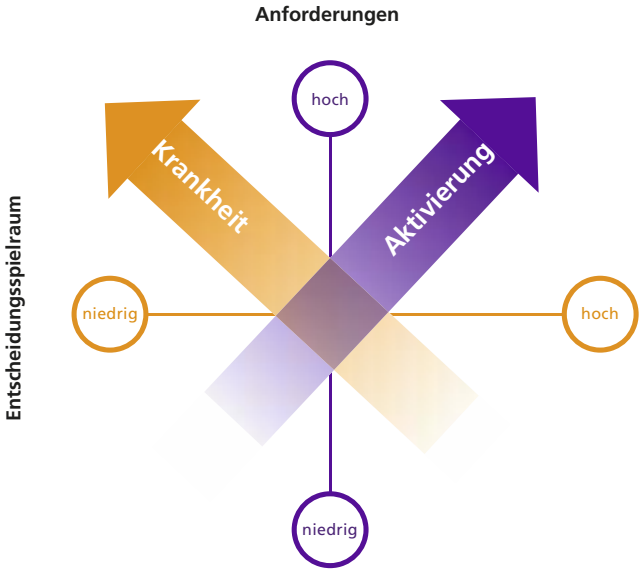 Anforderungen
hoch
Krankheit
Aktivierung
Entscheidungsspielraum
niedrig
hoch
niedrig